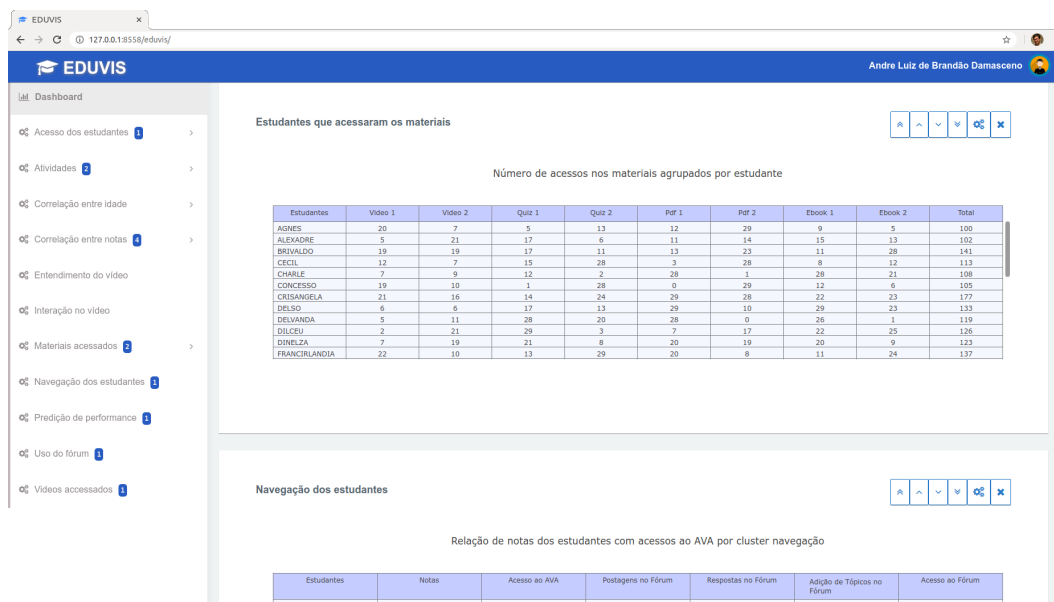 EDUVIS ×
127.0.0.1:8558/eduvis/
EDUVIS
Andre Luiz de Brandão Damasceno
Dashboard
Acesso dos estudantes 1
Atividades 2
Correlação entre idade
Correlação entre notas 4
Entendimento do vídeo
Interação no vídeo
Materiais acessados 2
Navegação dos estudantes 1
Predição de performance 1
Uso do fórum 1
Videos accessados 1
Estudantes que acessaram os materiais
Número de acessos nos materiais agrupados por estudante
Estudantes Video 1 Video 2 Quiz 1 Quiz 2 Pdf 1 Pdf 2 Ebook 1 Ebook 2 Total
AGNES 20 7 5 13 12 29 9 5 100
ALEXADRE 5 21 17 6 11 14 15 13 102
BRIVALDO 19 19 17 11 13 23 11 28 141
CECIL 12 7 15 28 3 28 8 12 113
CHARLE 7 9 12 2 28 1 28 21 108
CONCESSO 19 10 1 28 0 29 12 6 105
CRISANGELA 21 16 14 24 29 28 22 23 177
DELSO 6 6 17 13 29 10 29 23 133
DELVANDA 5 11 28 20 28 0 26 1 119
DILCEU 2 21 29 3 7 17 22 25 126
DINELZA 7 19 21 8 20 19 20 9 123
FRANCIRLANDIA 22 10 13 29 20 8 11 24 137
Navegação dos estudantes
Relação de notas dos estudantes com acessos ao AVA por cluster navegação
Estudantes Notas Acesso ao AVA Postagens no Fórum Respostas no Fórum Adição de Tópicos no Fórum Acesso ao Fórum